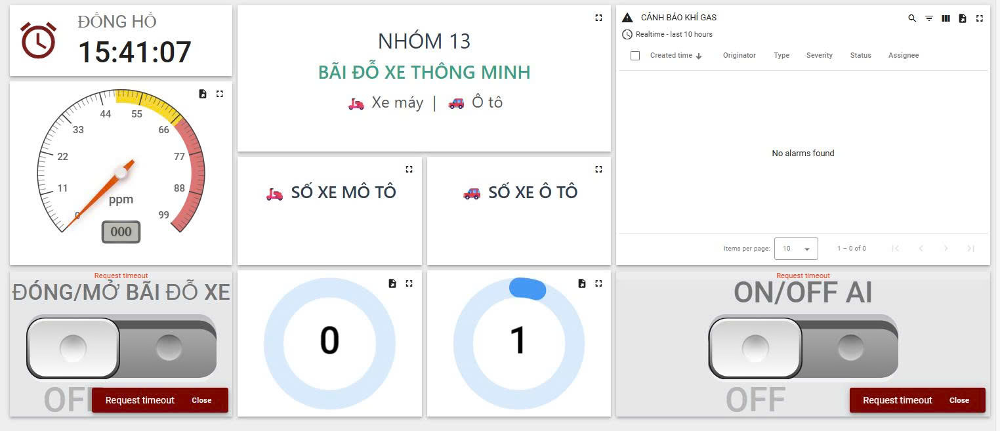 ĐỒNG HỒ
15:41:07
NHÓM 13
BÃI ĐỖ XE THÔNG MINH
Xe máy | Ô tô
CẢNH BÁO KHÍ GAS
Realtime - last 10 hours
Created time Originator Type Severity Status Assignee
No alarms found
Items per page: 10 1 – 0 of 0
0
11
22
33
44
55
66
77
88
99
ppm
000
SỐ XE MÔ TÔ
SỐ XE Ô TÔ
Request timeout
ĐÓNG/MỞ BÃI ĐỖ XE
OFF
Request timeout Close
0
1
Request timeout
ON/OFF AI
OFF
Request timeout Close